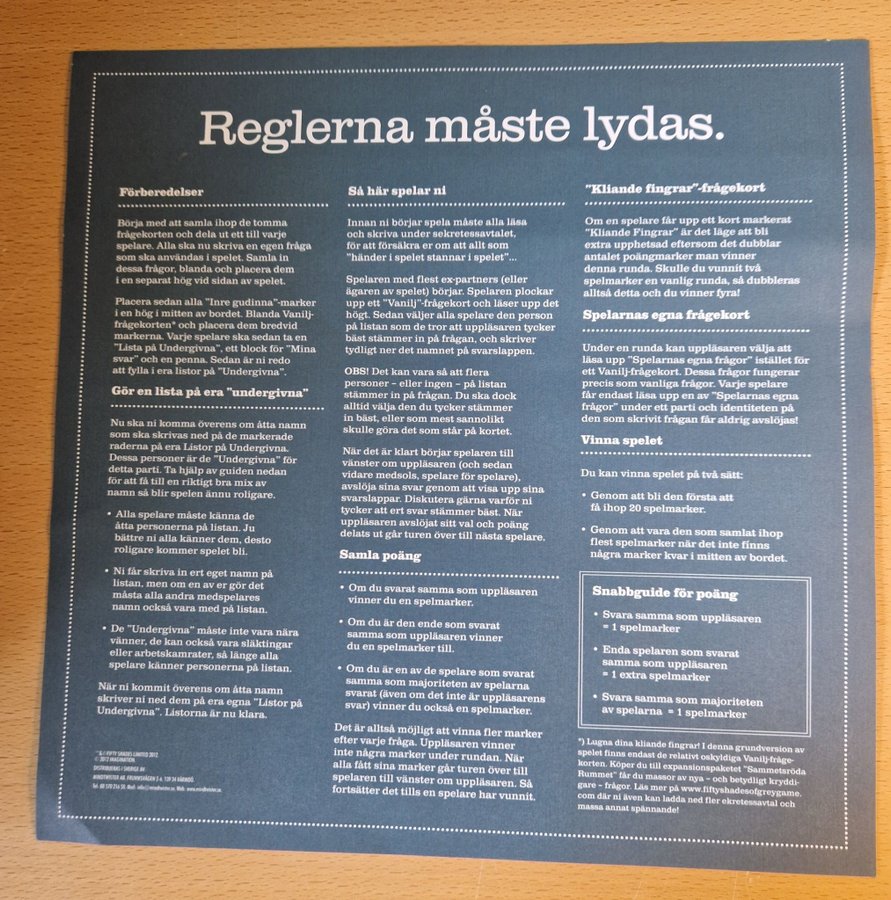 Reglerna måste lydas.
Förberedelser
Börja med att samla ihop de tomma
frågekorten och dela ut ett till varje
spelare. Alla ska nu skriva en egen fråga
som ska användas i spelet. Samla in
dessa frågor, blanda och placera dem
i en separat hög vid sidan av spelet.
Placera sedan alla "Inre gudinna"-marker
i en hög i mitten av bordet. Blanda Vanilj-
frågekorten* och placera dem bredvid
markerna. Varje spelare ska sedan ta en
"Lista på Undergivna", ett block för "Mina
svar" och en penna. Sedan är ni redo
att fylla i era listor på "Undergivna".
Gör en lista på era "undergivna"
Nu ska ni komma överens om åtta namn
som ska skrivas ned på de markerade
raderna på era Listor på Undergivna.
Dessa personer är de "Undergivna" för
detta parti. Ta hjälp av guiden nedan
för att få till en riktigt bra mix av
namn så blir spelen ännu roligare.
• Alla spelare måste känna de
åtta personerna på listan. Ju
bättre ni alla känner dem, desto
roligare kommer spelet bli.
• Ni får skriva in ert eget namn på
listan, men om en av er gör det
måsta alla andra medspelares
namn också vara med på listan.
• De "Undergivna" måste inte vara nära
vänner, de kan också vara släktingar
eller arbetskamrater, så länge alla
spelare känner personerna på listan.
När ni kommit överens om åtta namn
skriver ni ned dem på era egna "Listor på
Undergivna". Listorna är nu klara.
& © FIFTY SHADES LIMITED 2012
© 2012 IMAGINATION
DISTRIBUERAS I SVERIGE AV
MINDTWISTER AB,
Så här spelar ni
Innan ni börjar spela måste alla läsa
och skriva under sekretessavtalet,
för att försäkra er om att allt som
"händer i spelet stannar i spelet"...
Spelaren med flest ex-partners (eller
ägaren av spelet) börjar. Spelaren plockar
upp ett "Vanilj"-frågekort och läser upp det
högt. Sedan väljer alla spelare den person
på listan som de tror att uppläsaren tycker
bäst stämmer in på frågan, och skriver
tydligt ner det namnet på svarslappen.
OBS! Det kan vara så att flera
personer – eller ingen – på listan
stämmer in på frågan. Du ska dock
alltid välja den du tycker stämmer
in bäst, eller som mest sannolikt
skulle göra det som står på kortet.
När det är klart börjar spelaren till
vänster om uppläsaren (och sedan
vidare medsols, spelare för spelare),
avslöja sina svar genom att visa upp sina
svarslappar. Diskutera gärna varför ni
tycker att ert svar stämmer bäst. När
uppläsaren avslöjat sitt val och poäng
delats ut går turen över till nästa spelare.
Samla poäng
• Om du svarat samma som uppläsaren
vinner du en spelmarker.
• Om du är den ende som svarat
samma som uppläsaren vinner
du en spelmarker till.
• Om du är en av de spelare som svarat
samma som majoriteten av spelarna
svarat (även om det inte är uppläsarens
svar) vinner du också en spelmarker.
Det är alltså möjligt att vinna fler marker
efter varje fråga. Uppläsaren vinner
inte några marker under rundan. När
alla fått sina marker går turen över till
spelaren till vänster om uppläsaren. Så
fortsätter det tills en spelare har vunnit.
"Kliande fingrar"-frågekort
Om en spelare får upp ett kort markerat
"Kliande Fingrar" är det läge att bli
extra upphetsad eftersom det dubblar
antalet poängmarker man vinner
denna runda. Skulle du vunnit två
spelmarker en vanlig runda, så dubbleras
alltså detta och du vinner fyra!
Spelarnas egna frågekort
Under en runda kan uppläsaren välja att
läsa upp "Spelarnas egna frågor" istället för
ett Vanilj-frågekort. Dessa frågor fungerar
precis som vanliga frågor. Varje spelare
får endast läsa upp en av "Spelarnas egna
frågor" under ett parti och identiteten på
den som skrivit frågan får aldrig avslöjas!
Vinna spelet
Du kan vinna spelet på två sätt:
• Genom att bli den första att
få ihop 20 spelmarker.
• Genom att vara den som samlat ihop
flest spelmarker när det inte finns
några marker kvar i mitten av bordet.
Snabbguide för poäng
• Svara samma som uppläsaren
= 1 spelmarker
• Enda spelaren som svarat
samma som uppläsaren
= 1 extra spelmarker
• Svara samma som majoriteten
av spelarna = 1 spelmarker
*) Lugna dina kliande fingrar! I denna grundversion av
spelet finns endast de relativt oskyldiga Vanilj-fråge-
korten. Köper du till expansionspaketet "Sammetsröda
Rummet" får du massor av nya – och betydligt kryddi-
gare – frågor. Läs mer på www.fiftyshadesofgreygame.
com där ni även kan ladda ned fler ekretessavtal och
massa annat spännande!